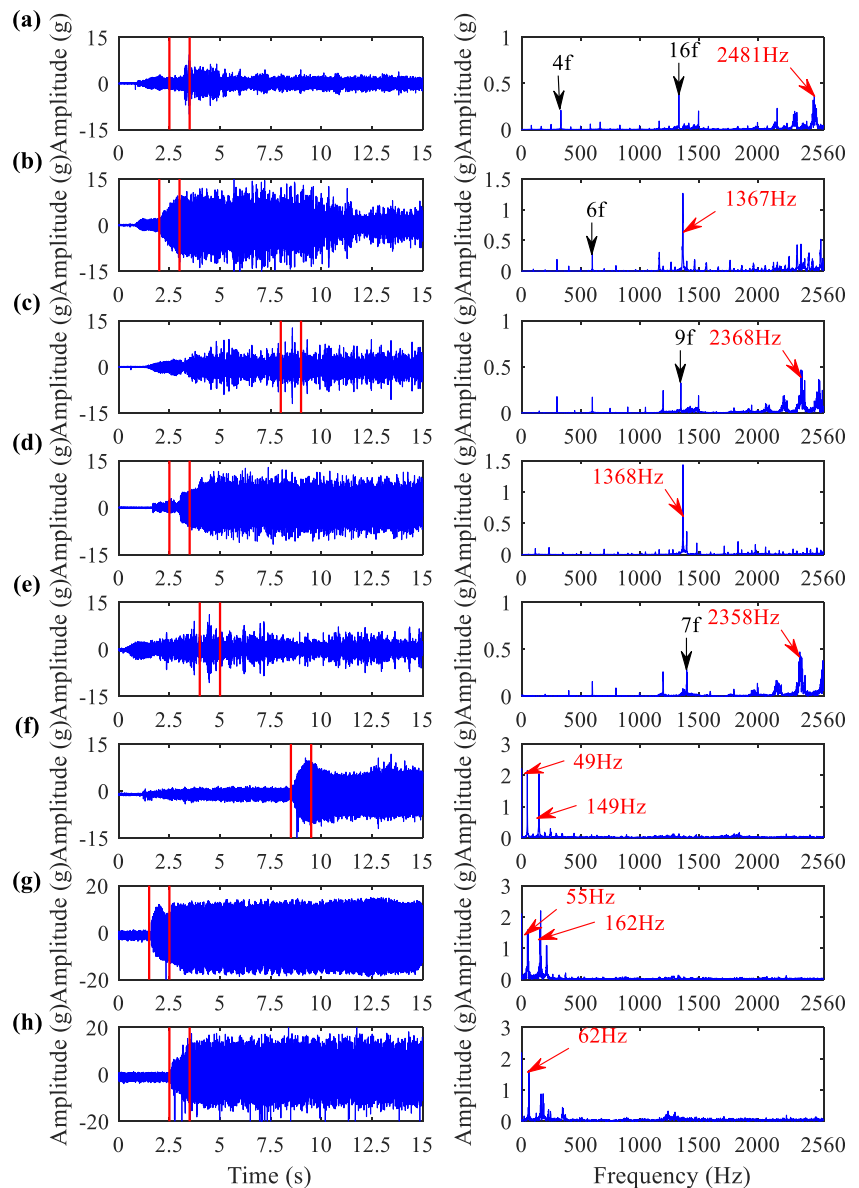 (a)
Amplitude (g)
15
0
-15
0 2.5 5 7.5 10 12.5 15
Amplitude (g)
1
0.5
0
4f
16f
2481Hz
0 500 1000 1500 2000 2560
(b)
Amplitude (g)
15
0
-15
0 2.5 5 7.5 10 12.5 15
Amplitude (g)
1.5
1
0.5
0
6f
1367Hz
0 500 1000 1500 2000 2560
(c)
Amplitude (g)
15
0
-15
0 2.5 5 7.5 10 12.5 15
Amplitude (g)
1
0.5
0
9f
2368Hz
0 500 1000 1500 2000 2560
(d)
Amplitude (g)
15
0
-15
0 2.5 5 7.5 10 12.5 15
Amplitude (g)
1.5
1
0.5
0
1368Hz
0 500 1000 1500 2000 2560
(e)
Amplitude (g)
15
0
-15
0 2.5 5 7.5 10 12.5 15
Amplitude (g)
1
0.5
0
7f
2358Hz
0 500 1000 1500 2000 2560
(f)
Amplitude (g)
15
0
-15
0 2.5 5 7.5 10 12.5 15
Amplitude (g)
3
2
1
0
49Hz
149Hz
0 500 1000 1500 2000 2560
(g)
Amplitude (g)
20
0
-20
0 2.5 5 7.5 10 12.5 15
Amplitude (g)
3
2
1
0
55Hz
162Hz
0 500 1000 1500 2000 2560
(h)
Amplitude (g)
20
0
-20
0 2.5 5 7.5 10 12.5 15
Time (s)
Amplitude (g)
3
2
1
0
62Hz
0 500 1000 1500 2000 2560
Frequency (Hz)